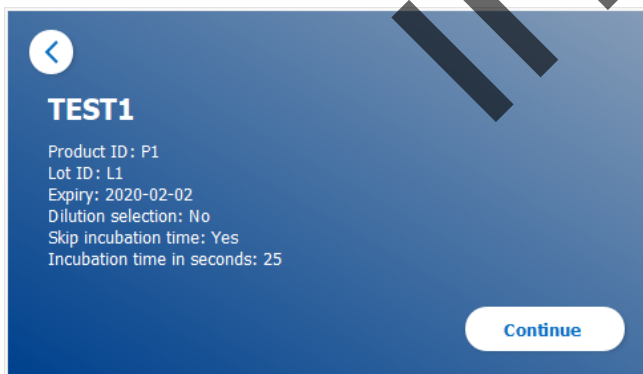 TEST1
Product ID: P1
Lot ID: L1
Expiry: 2020-02-02
Dilution selection: No
Skip incubation time: Yes
Incubation time in seconds: 25
Continue